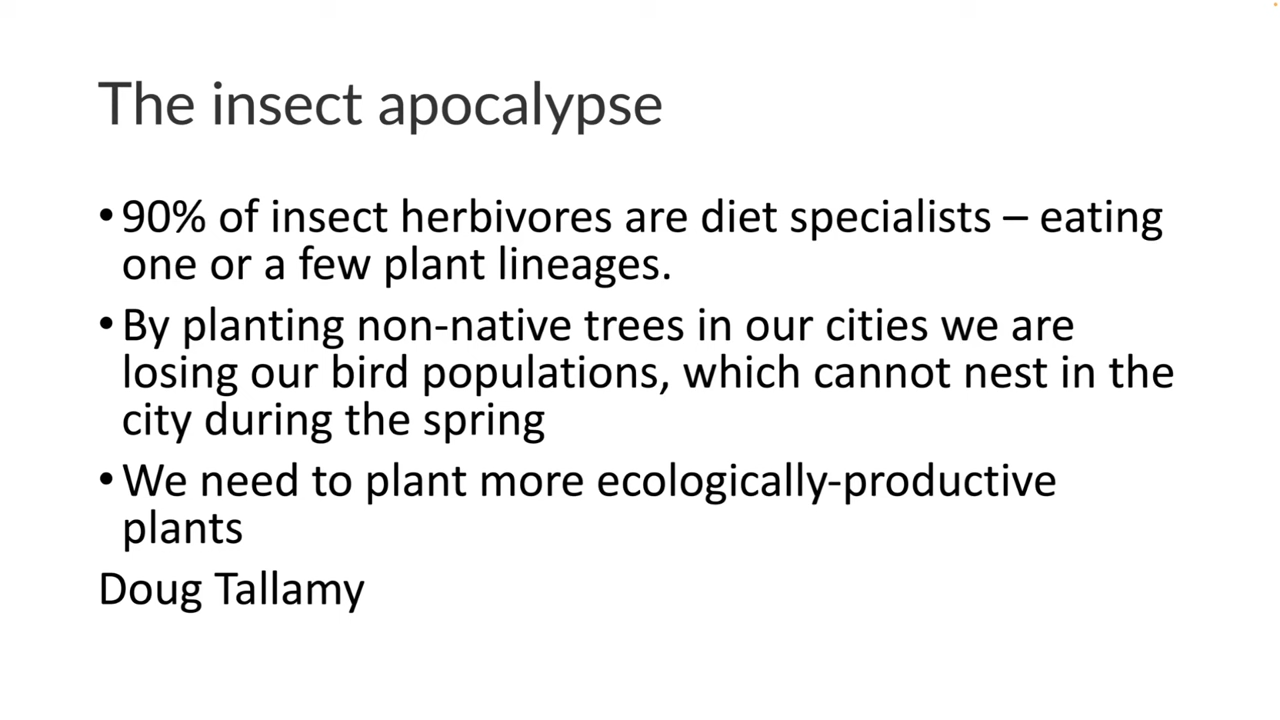 The insect apocalypse
•90% of insect herbivores are diet specialists – eating
one or a few plant lineages.
•By planting non-native trees in our cities we are
losing our bird populations, which cannot nest in the
city during the spring
•We need to plant more ecologically-productive
plants
Doug Tallamy